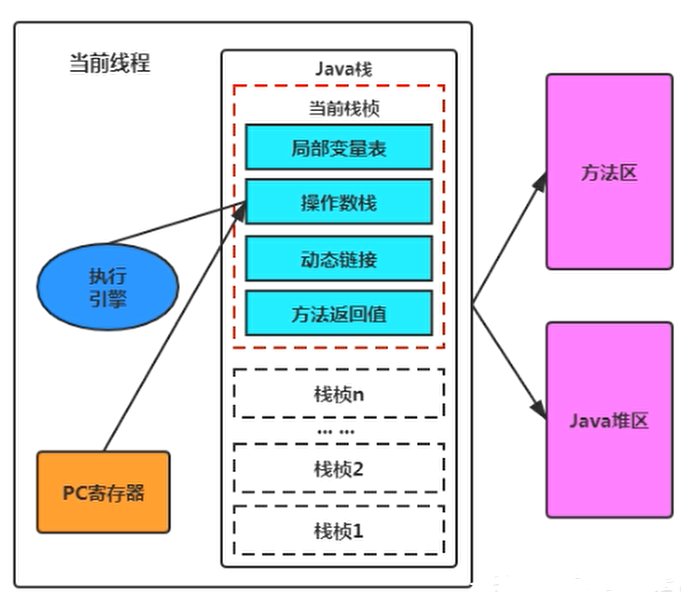 当前线程
Java栈
当前栈桢
局部变量表
操作数栈
动态链接
方法返回值
执行
引擎
PC寄存器
栈桢n
... ...
栈桢2
栈桢1
方法区
Java堆区